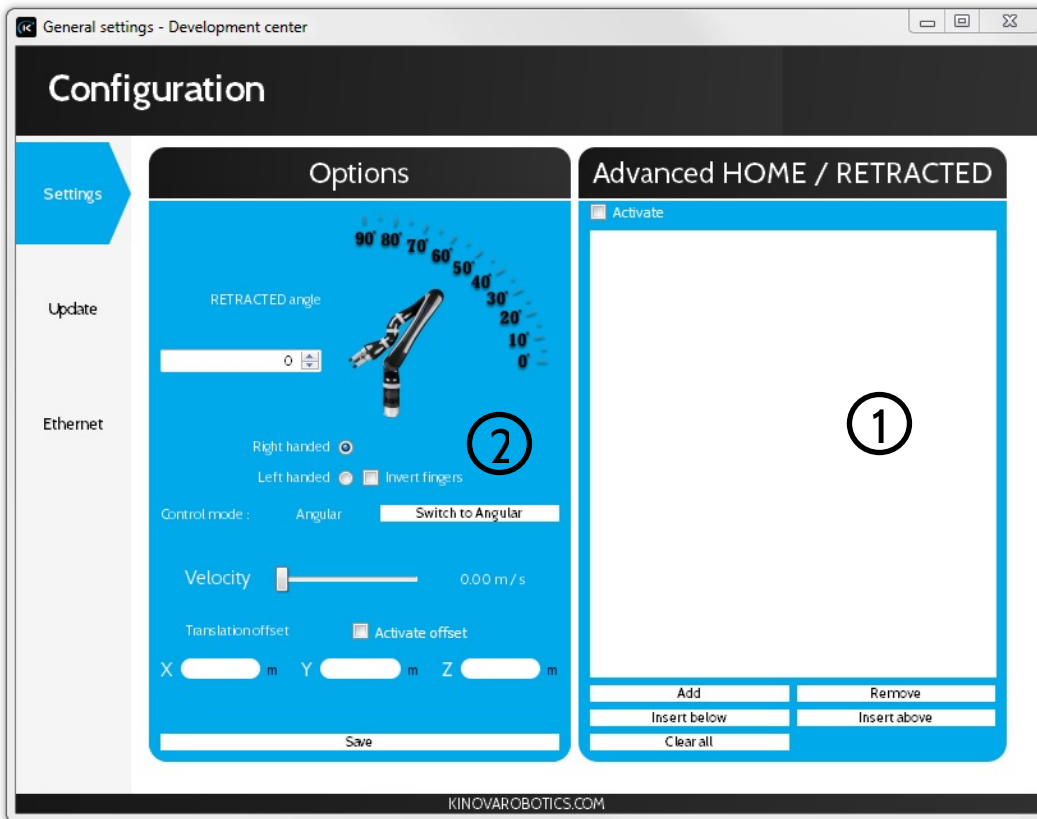 General settings - Development center
Configuration
Settings
Update
Ethernet
Options
90° 80° 70° 60° 50° 40° 30° 20° 10° 0°
RETRACTED angle
0
2
Right handed
Left handed Invert fingers
Control mode : Angular Switch to Angular
Velocity 0.00 m / s
Translation offset Activate offset
X m Y m Z m
Save
Advanced HOME / RETRACTED
Activate
1
Add Remove
Insert below Insert above
Clear all
KINOVAROBOTICS.COM